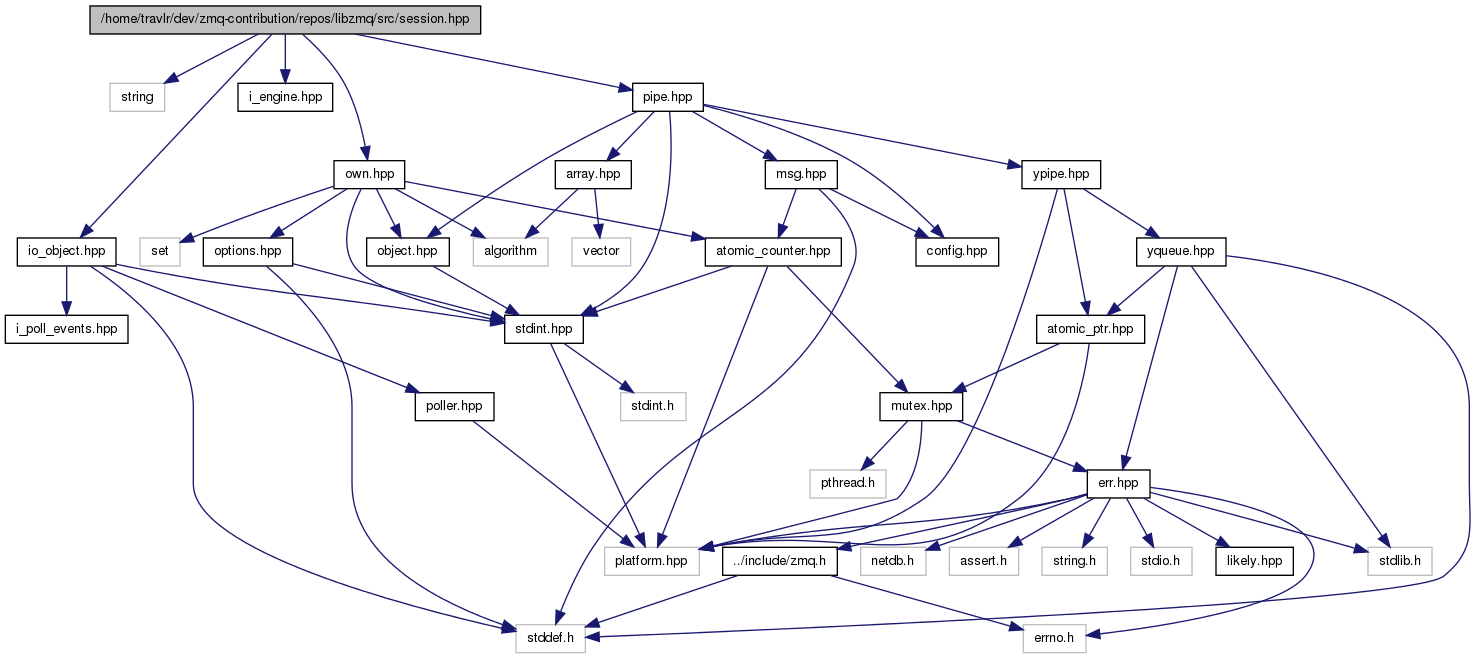 /home/travlr/dev/zmq-contribution/repos/libzmq/src/session.hpp
string
i_engine.hpp
pipe.hpp
own.hpp
array.hpp
msg.hpp
ypipe.hpp
io_object.hpp
set
options.hpp
object.hpp
algorithm
vector
atomic_counter.hpp
config.hpp
yqueue.hpp
i_poll_events.hpp
stdint.hpp
atomic_ptr.hpp
poller.hpp
stdint.h
mutex.hpp
pthread.h
err.hpp
platform.hpp
../include/zmq.h
netdb.h
assert.h
string.h
stdio.h
likely.hpp
stdlib.h
stddef.h
errno.h